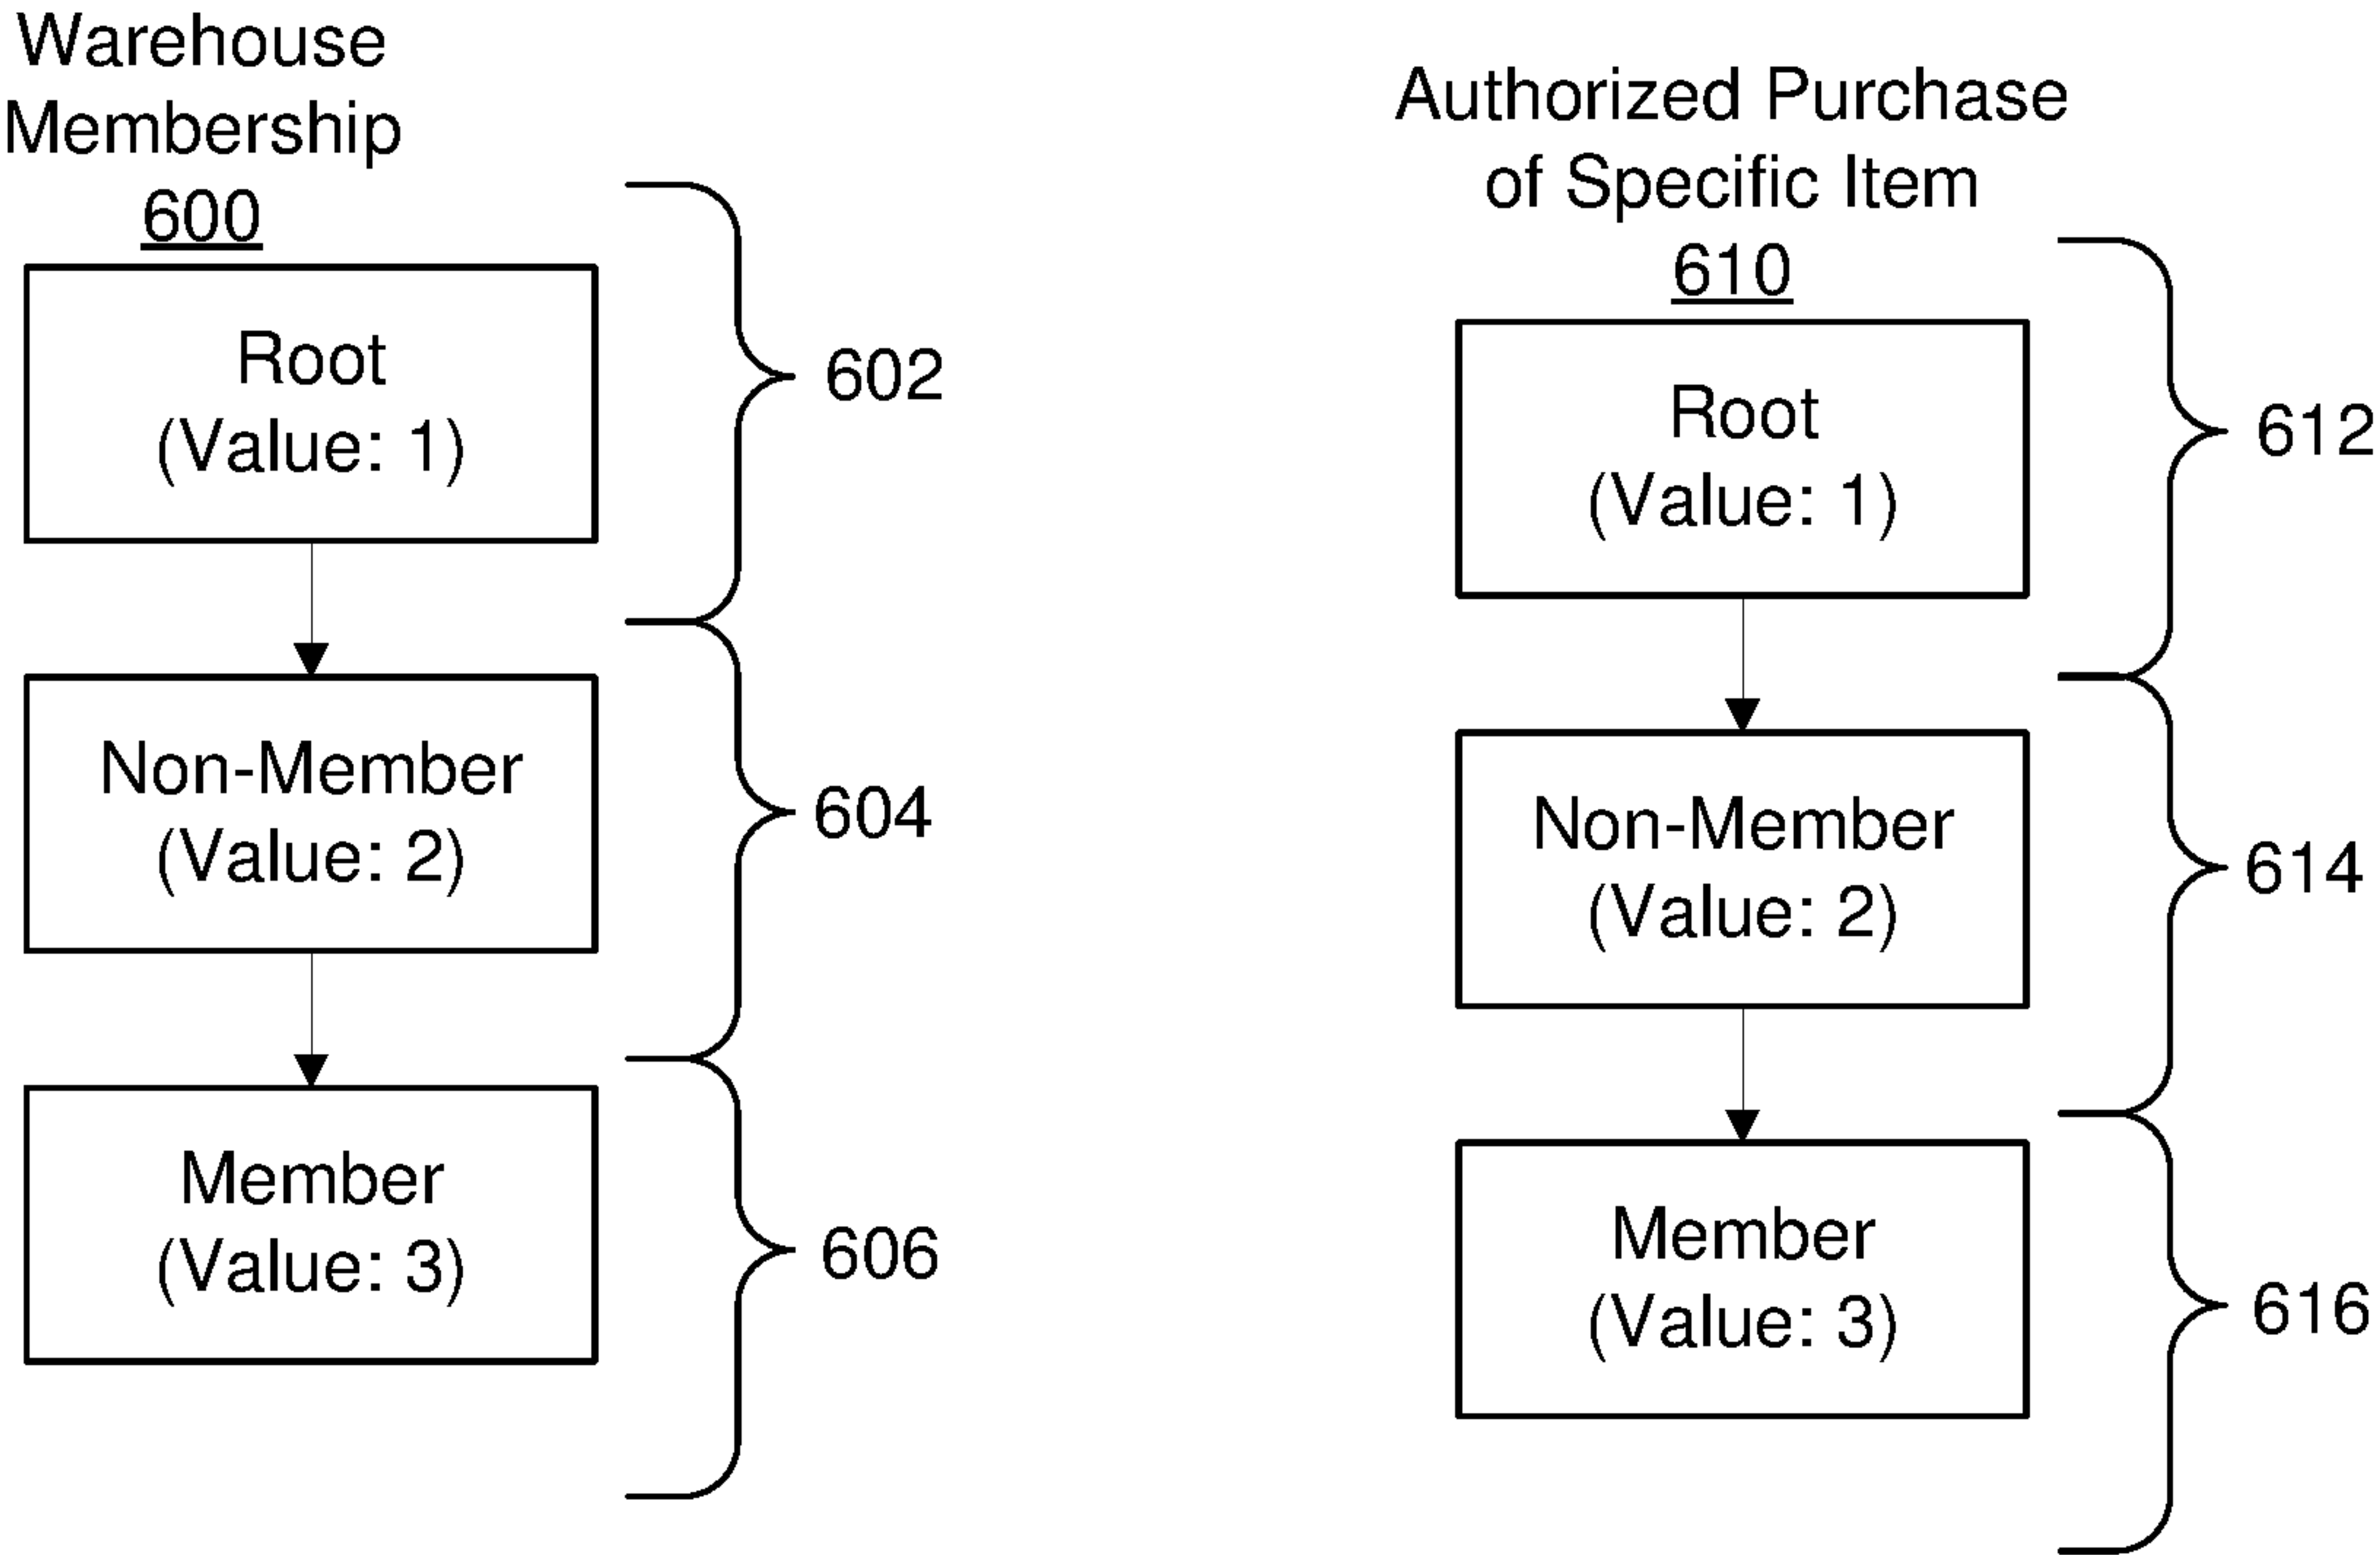 Warehouse
Membership
600
Root
(Value: 1)
602
Non-Member
(Value: 2)
604
Member
(Value: 3)
606
Authorized Purchase
of Specific Item
610
Root
(Value: 1)
612
Non-Member
(Value: 2)
614
Member
(Value: 3)
616